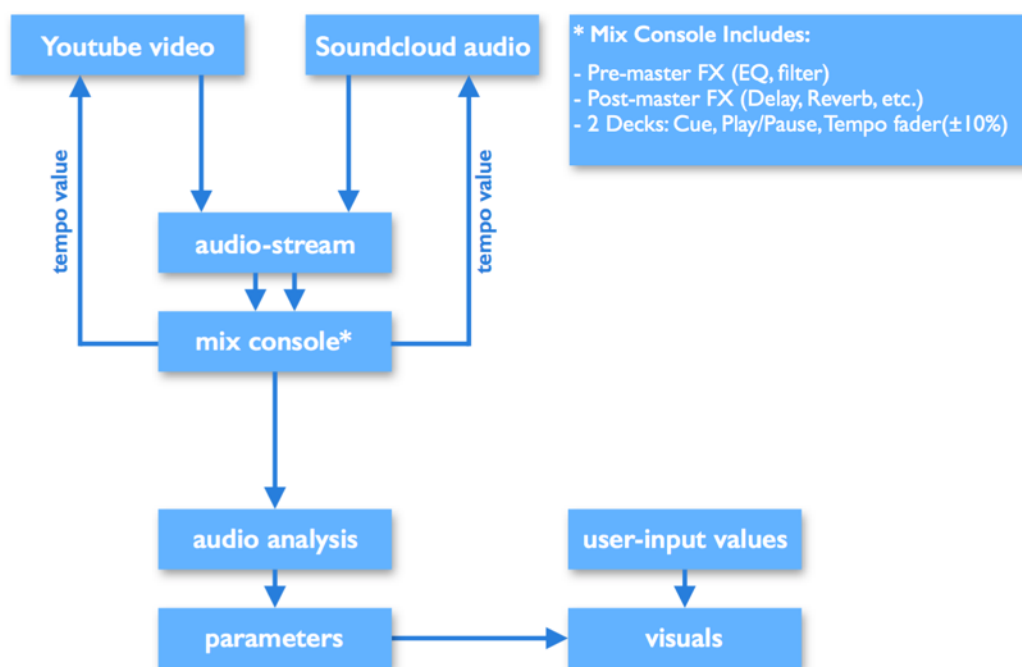 Youtube video
Soundcloud audio
* Mix Console Includes:
- Pre-master FX (EQ, filter)
- Post-master FX (Delay, Reverb, etc.)
- 2 Decks: Cue, Play/Pause, Tempo fader(±10%)
tempo value
tempo value
audio-stream
mix console*
audio analysis
user-input values
parameters
visuals